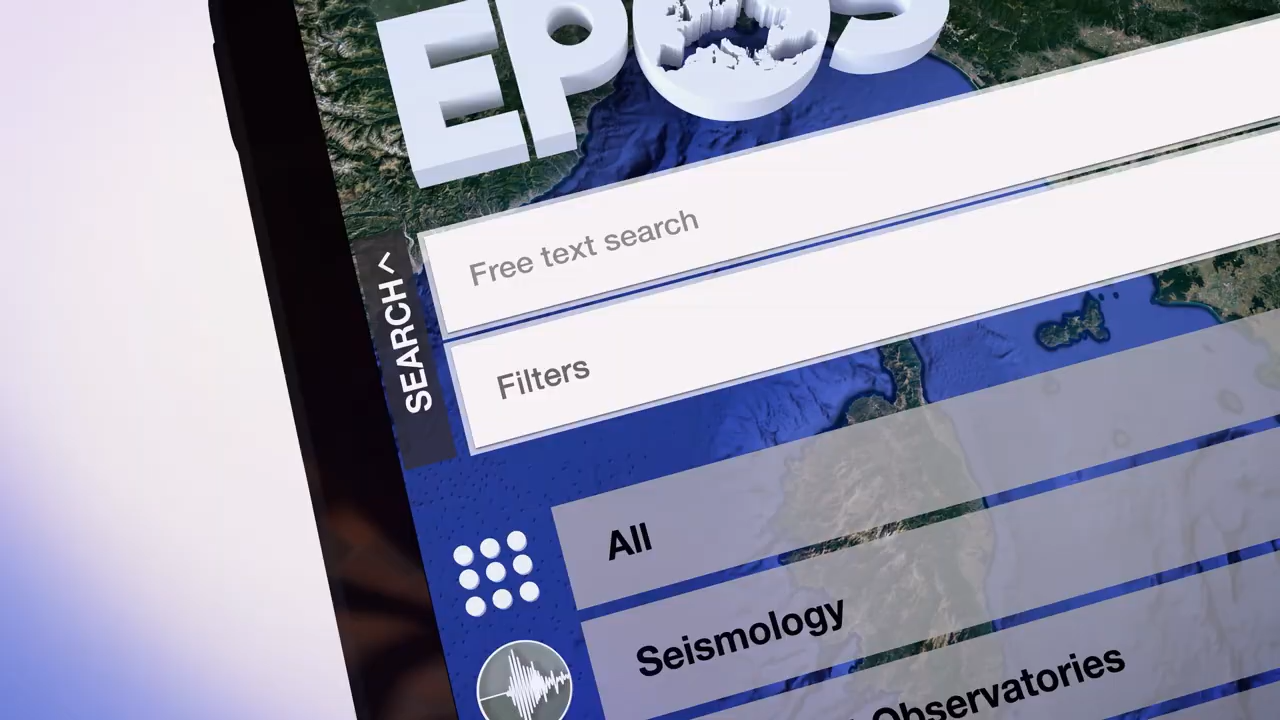 EPOS
SEARCH
Free text search
Filters
All
Seismology
Observatories